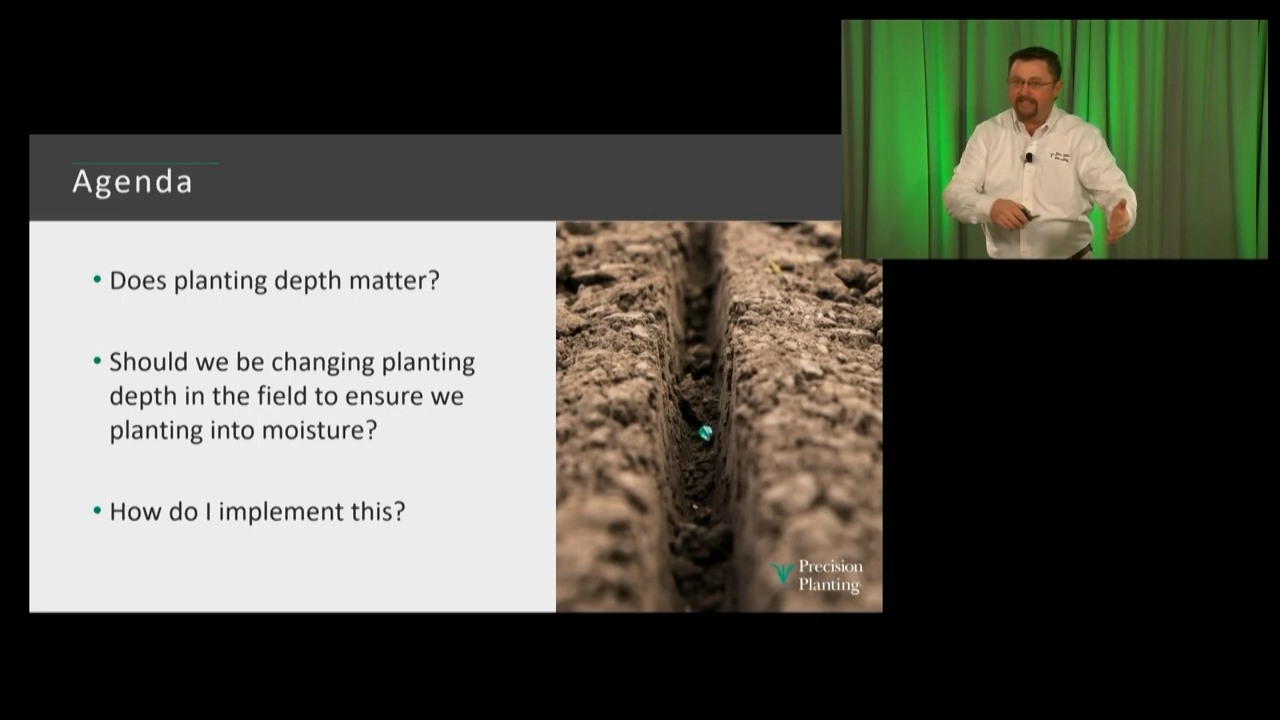 Agenda
• Does planting depth matter?
• Should we be changing planting
depth in the field to ensure we
planting into moisture?
• How do I implement this?
Precision
Planting